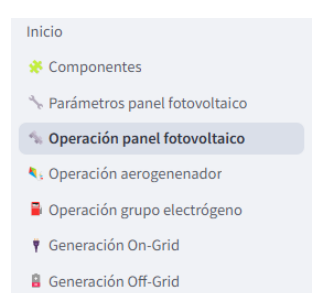 Inicio
Componentes
Parámetros panel fotovoltaico
Operación panel fotovoltaico
Operación aerogenenador
Operación grupo electrógeno
Generación On-Grid
Generación Off-Grid